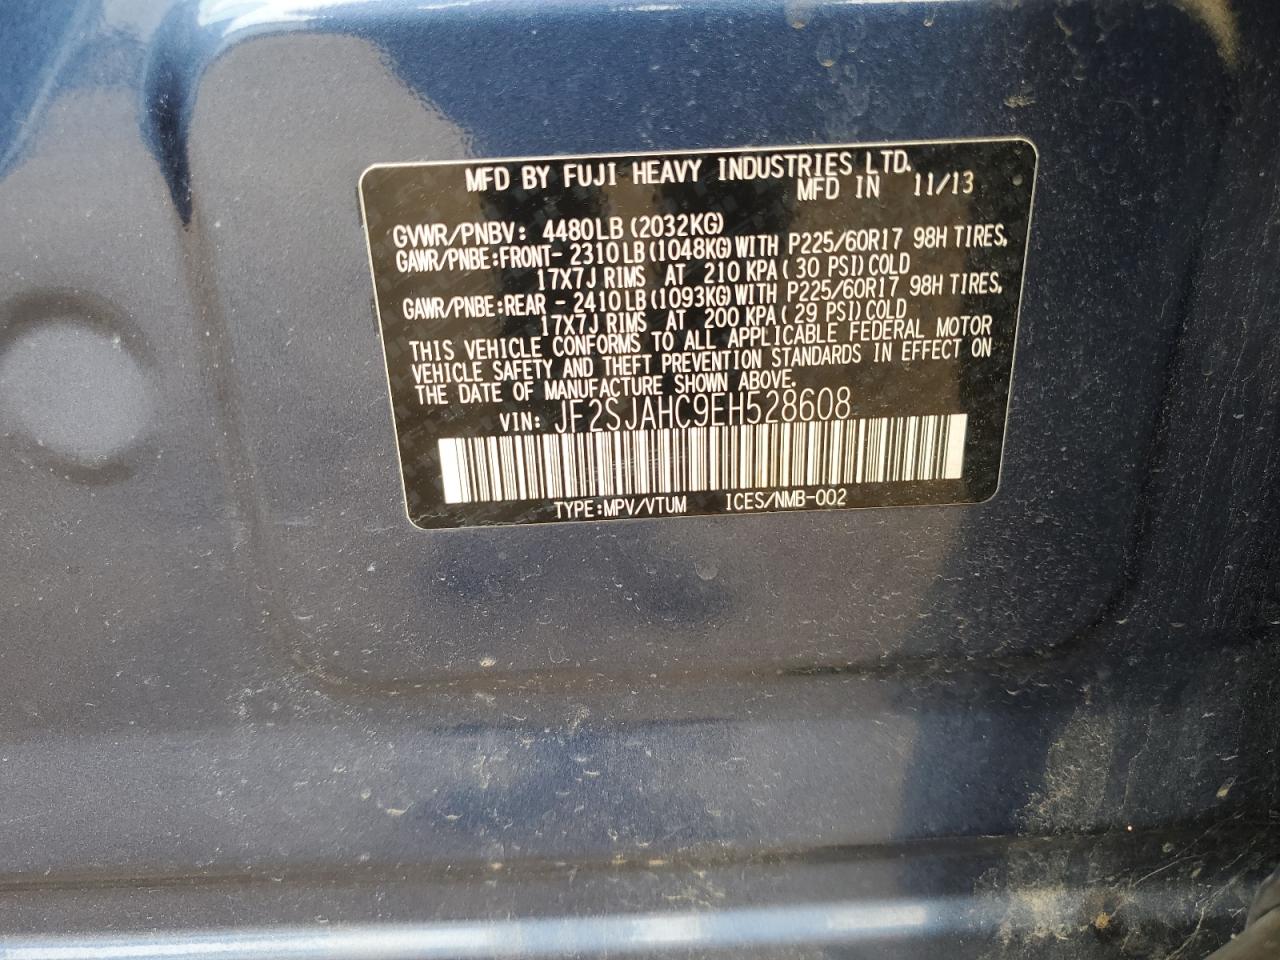 MFD BY FUJI HEAVY INDUSTRIES LTD.
MFD IN 11/13
GVWR/PNBV: 4480LB(2032KG)
GAWR/PNBE:FRONT- 2310LB(1048KG)WITH P225/60R17 98H TIRES,
17X7J RIMS AT 210 KPA( 30 PSI)COLD
GAWR/PNBE:REAR - 2410LB(1093KG)WITH P225/60R17 98H TIRES,
17X7J RIMS AT 200 KPA( 29 PSI)COLD
THIS VEHICLE CONFORMS TO ALL APPLICABLE FEDERAL MOTOR
VEHICLE SAFETY AND THEFT PREVENTION STANDARDS IN EFFECT ON
THE DATE OF MANUFACTURE SHOWN ABOVE.
VIN: JF2SJAHC9EH528608
TYPE:MPV/VTUM ICES/NMB-002